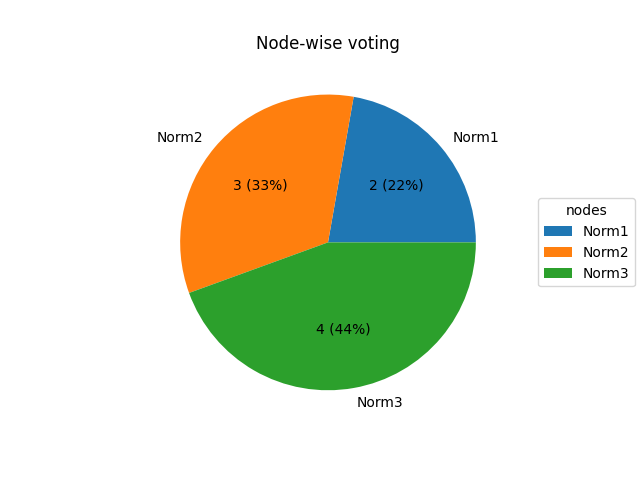 Node-wise voting
Norm2
Norm1
3 (33%)
2 (22%)
4 (44%)
Norm3
nodes
Norm1
Norm2
Norm3